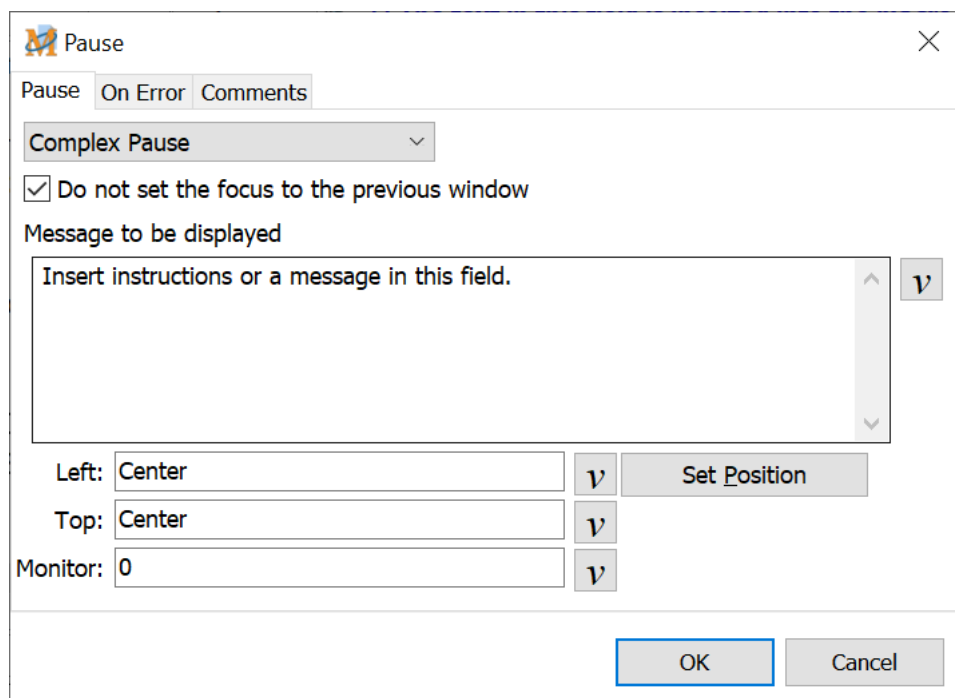 Pause
Pause On Error Comments
Complex Pause
Do not set the focus to the previous window
Message to be displayed
Insert instructions or a message in this field.
v
Left: Center v Set Position
Top: Center v
Monitor: 0 v
OK Cancel